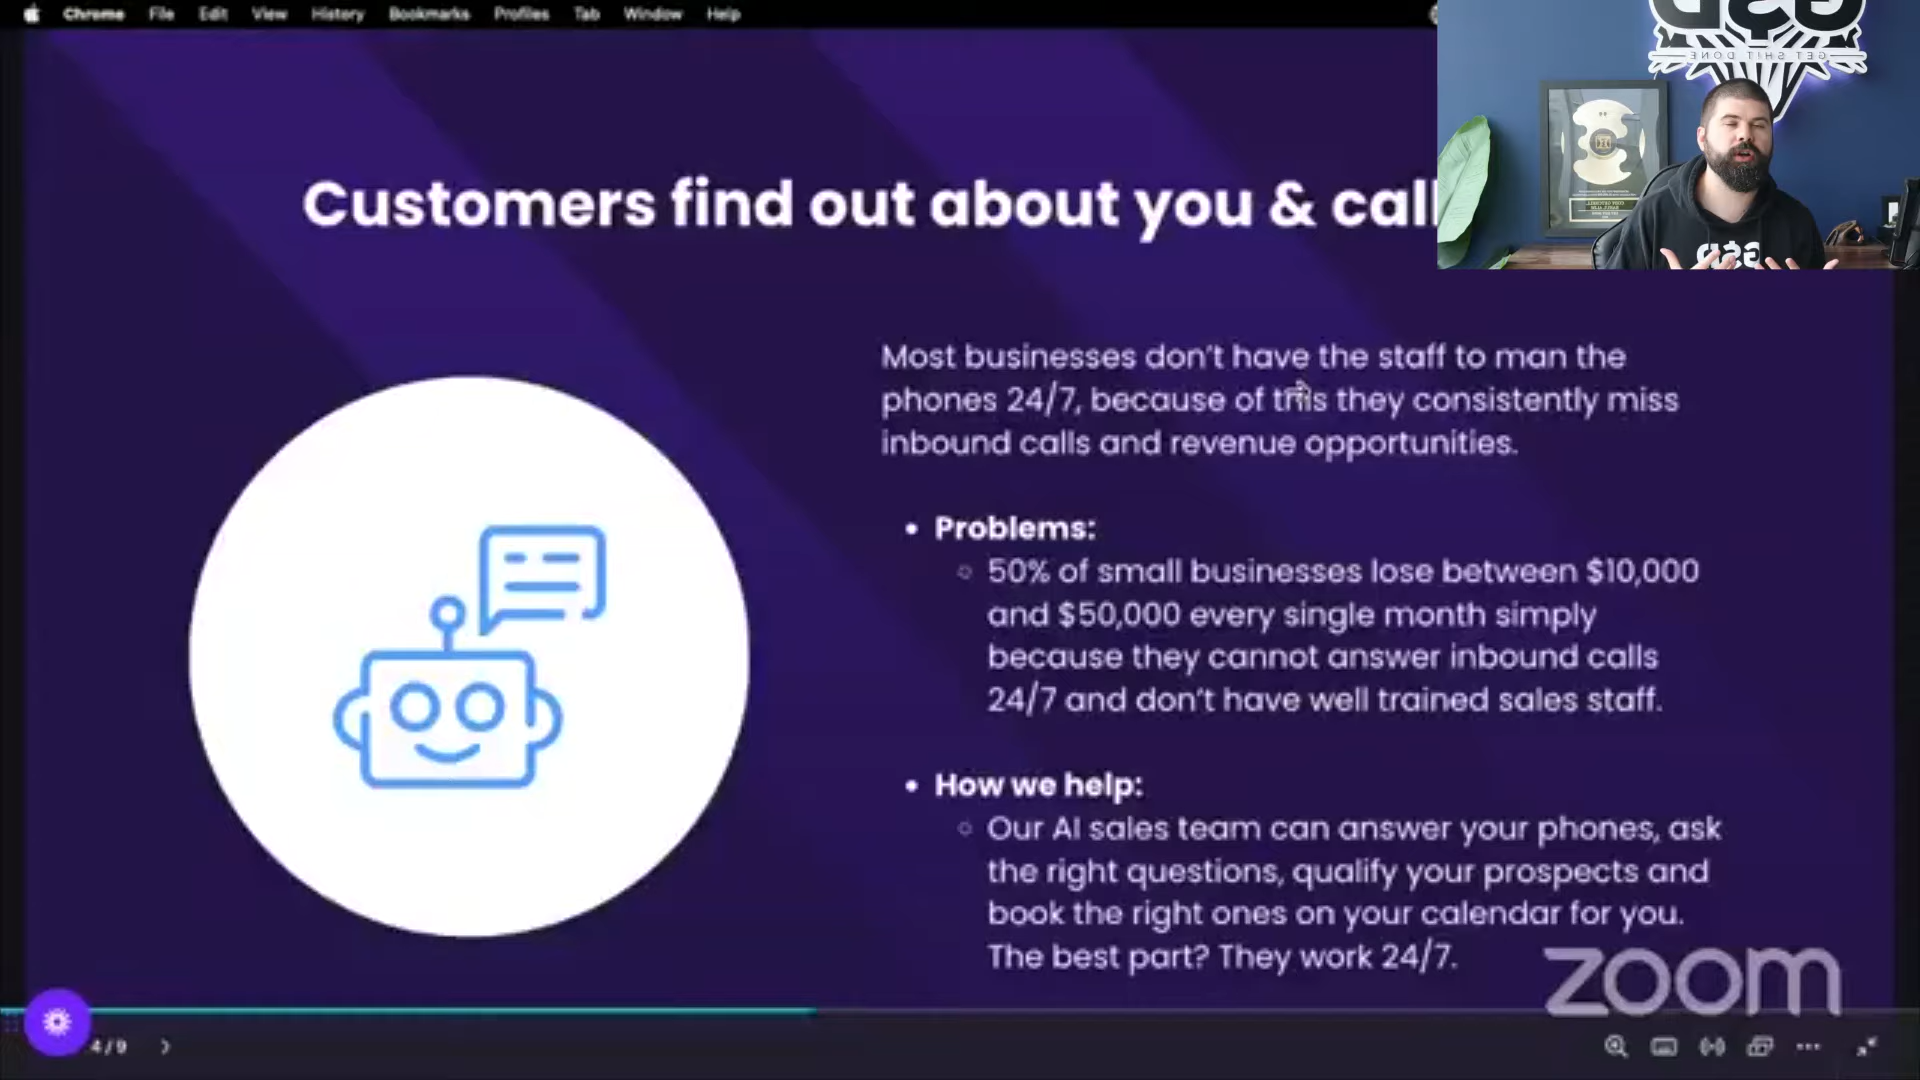 Chrome File Edit View History Bookmarks Profiles Tab Window Help
G$D
GET SHIT DONE
G$D
Customers find out about you & call
Most businesses don't have the staff to man the
phones 24/7, because of this they consistently miss
inbound calls and revenue opportunities.
• Problems:
○ 50% of small businesses lose between $10,000
and $50,000 every single month simply
because they cannot answer inbound calls
24/7 and don't have well trained sales staff.
• How we help:
○ Our AI sales team can answer your phones, ask
the right questions, qualify your prospects and
book the right ones on your calendar for you.
The best part? They work 24/7.
zoom
4 / 9